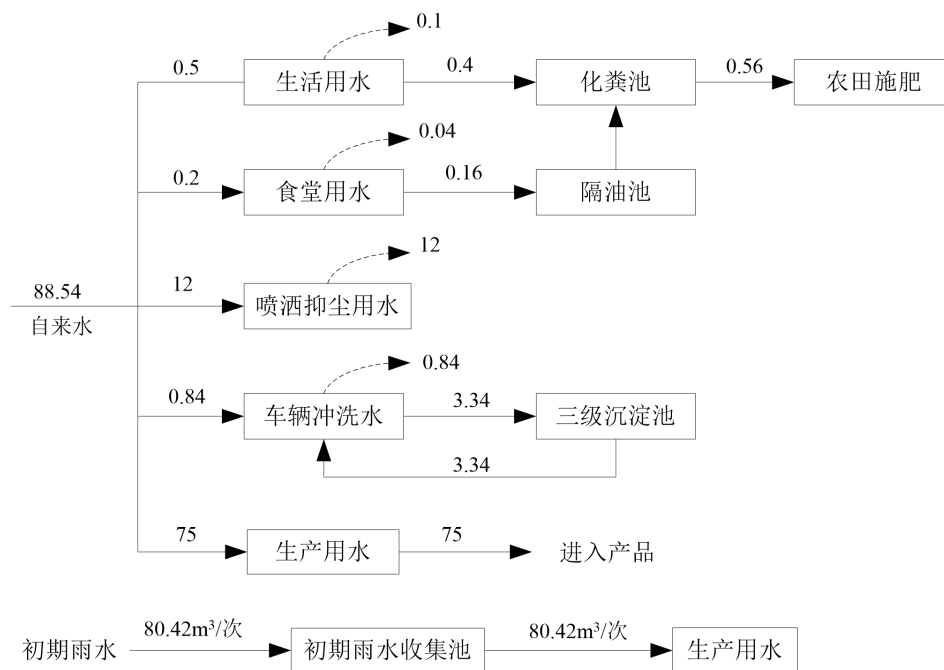 0.1
0.5
生活用水
0.4
化粪池
0.56
农田施肥
0.04
0.2
食堂用水
0.16
隔油池
12
88.54
自来水
12
喷洒抑尘用水
0.84
0.84
车辆冲洗水
3.34
三级沉淀池
3.34
75
生产用水
75
进入产品
初期雨水
80.42m³/次
初期雨水收集池
80.42m³/次
生产用水